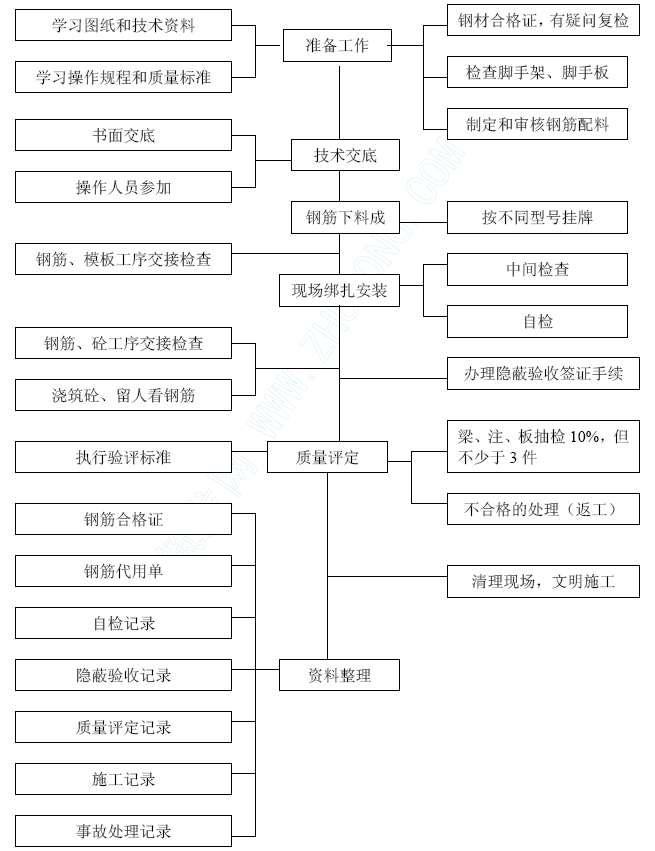 学习图纸和技术资料
准备工作
钢材合格证，有疑问复检
学习操作规程和质量标准
检查脚手架、脚手板
制定和审核钢筋配料
书面交底
技术交底
操作人员参加
钢筋下料成
按不同型号挂牌
钢筋、模板工序交接检查
现场绑扎安装
中间检查
自检
钢筋、砼工序交接检查
办理隐蔽验收签证手续
浇筑砼、留人看钢筋
执行验评标准
质量评定
梁、注、板抽检 10%，但
不少于 3 件
不合格的处理（返工）
钢筋合格证
钢筋代用单
清理现场，文明施工
自检记录
隐蔽验收记录
资料整理
质量评定记录
施工记录
事故处理记录